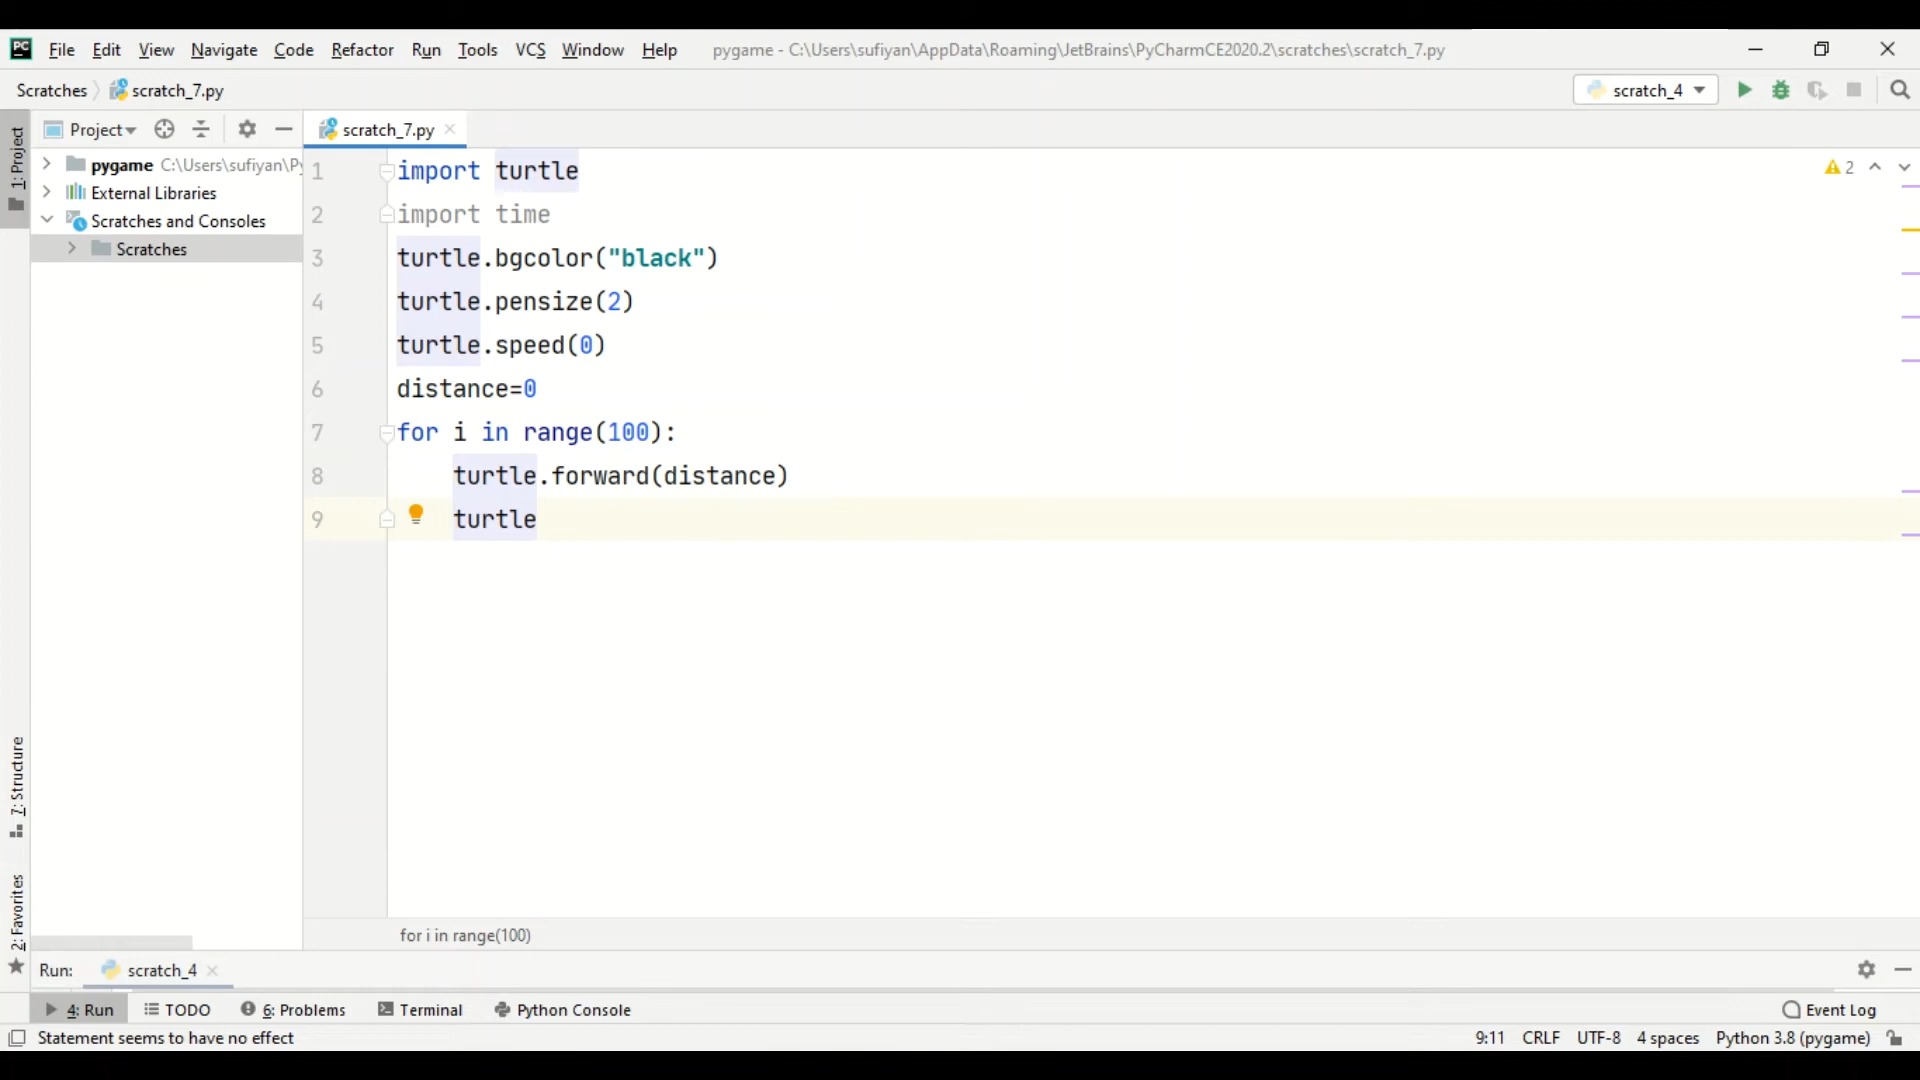 PC File Edit View Navigate Code Refactor Run Tools VCS Window Help pygame - C:\Users\sufiyan\AppData\Roaming\JetBrains\PyCharmCE2020.2\scratches\scratch_7.py
Scratches scratch_7.py scratch_4
1: Project
Project scratch_7.py
pygame C:\Users\sufiyan\Py
External Libraries
Scratches and Consoles
Scratches
1 import turtle
2 import time
3 turtle.bgcolor("black")
4 turtle.pensize(2)
5 turtle.speed(0)
6 distance=0
7 for i in range(100):
8 turtle.forward(distance)
9 turtle
2
7: Structure
2: Favorites
for i in range(100)
Run: scratch_4
4: Run TODO 6: Problems Terminal Python Console Event Log
Statement seems to have no effect 9:11 CRLF UTF-8 4 spaces Python 3.8 (pygame)